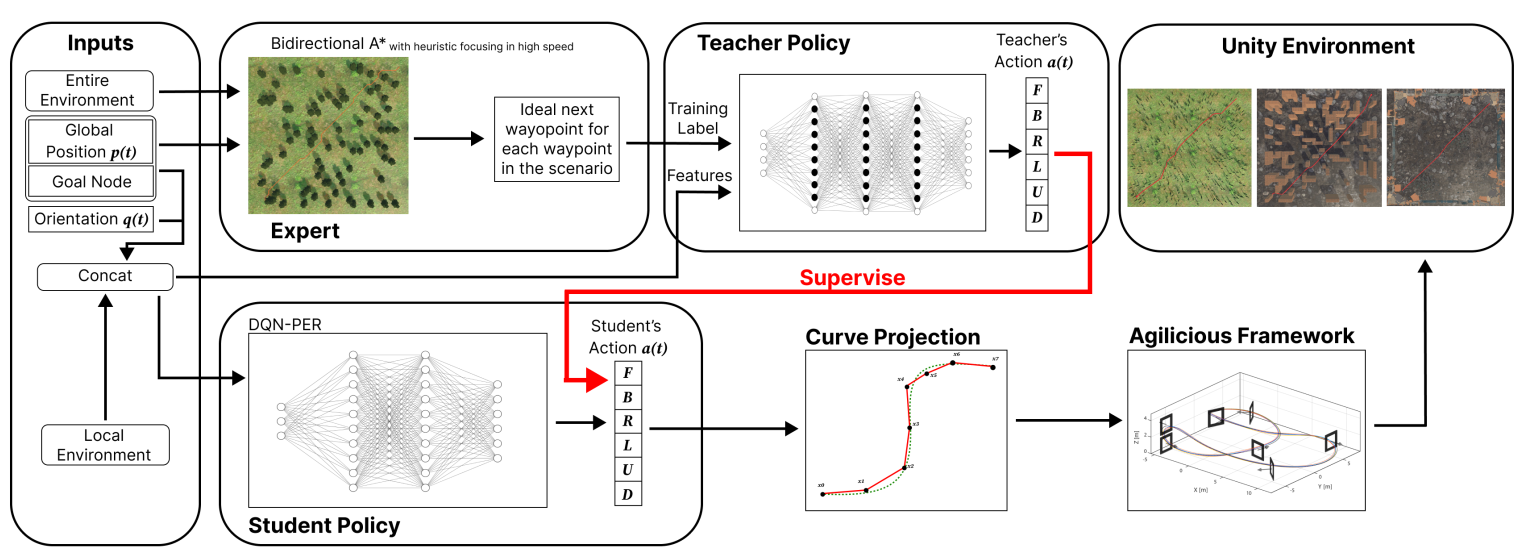 Inputs
Entire
Environment
Global
Position p(t)
Goal Node
Orientation q(t)
Concat
Local
Environment
Bidirectional A* with heuristic focusing in high speed
Ideal next
wayopoint for
each waypoint
in the scenario
Expert
Training
Label
Features
Teacher Policy
Teacher's
Action a(t)
F
B
R
L
U
D
Unity Environment
Supervise
DQN-PER
Student's
Action a(t)
F
B
R
L
U
D
Student Policy
Curve Projection
x0
x1
x2
x3
x4
x5
x6
x7
Agilicious Framework
Z [m]
4
2
0
-5
0
5
10
X [m]
-5
0
5
Y [m]